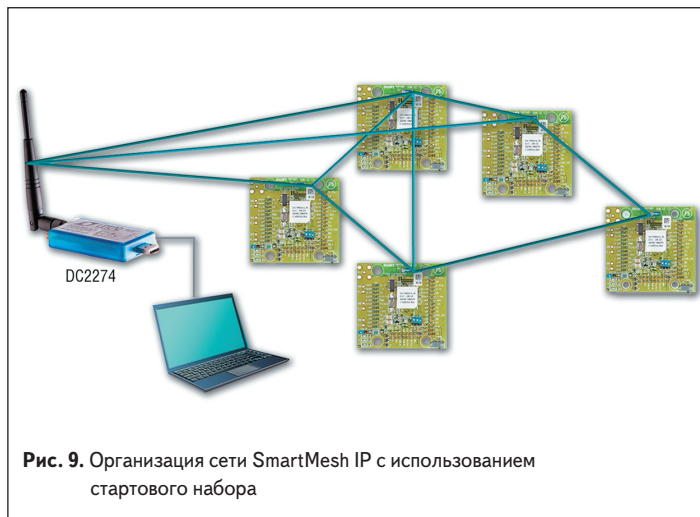 DC2274
Рис. 9. Организация сети SmartMesh IP с использованием
стартового набора